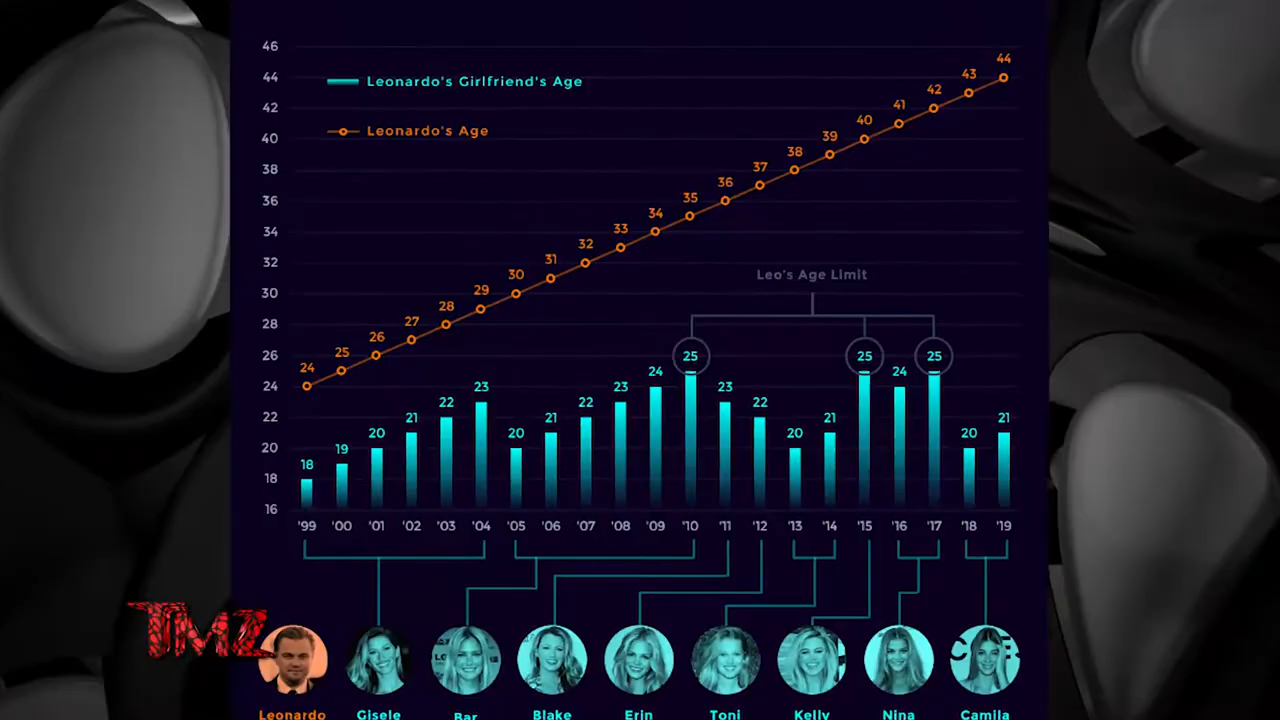 46
44
42
40
38
36
34
32
30
28
26
24
22
20
18
16
Leonardo's Girlfriend's Age
Leonardo's Age
24 25 26 27 28 29 30 31 32 33 34 35 36 37 38 39 40 41 42 43 44
Leo's Age Limit
18 19 20 21 22 23 20 21 22 23 24 25 23 22 20 21 25 24 25 20 21
'99 '00 '01 '02 '03 '04 '05 '06 '07 '08 '09 '10 '11 '12 '13 '14 '15 '16 '17 '18 '19
TMZ
Leonardo Gisele Bar Blake Erin Toni Kelly Nina Camila